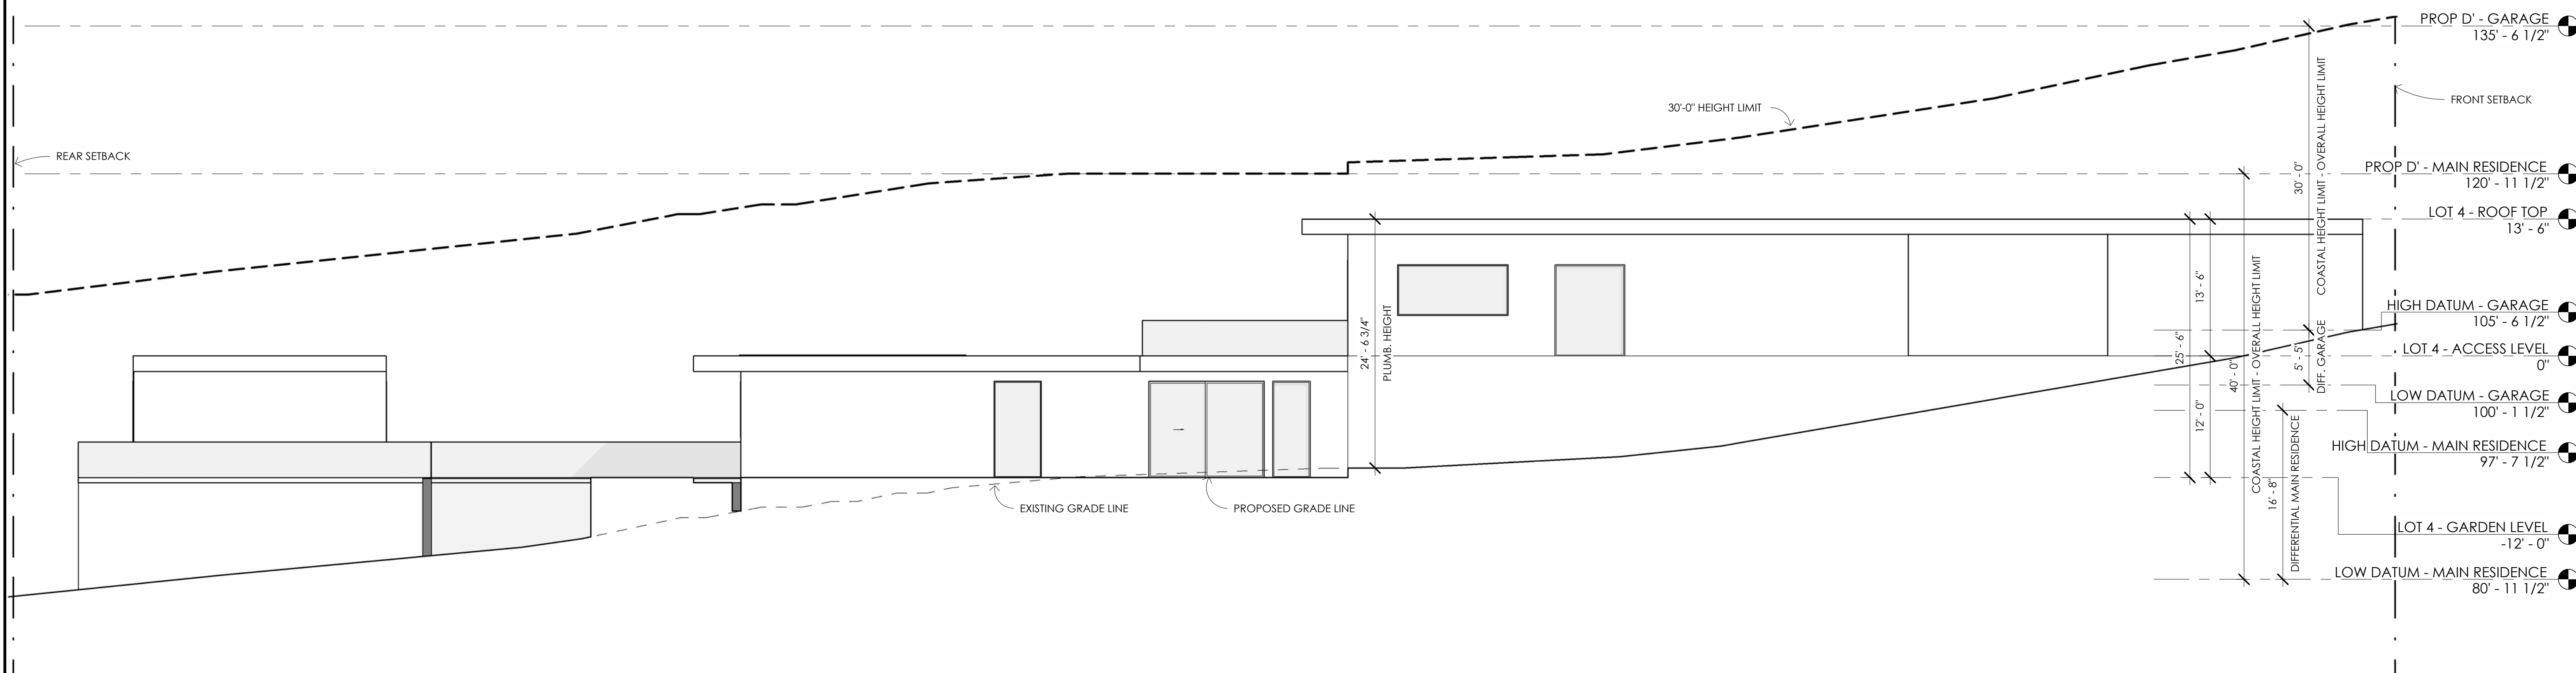 PROP D' - GARAGE
135' - 6 1/2"
30'-0" HEIGHT LIMIT
FRONT SETBACK
REAR SETBACK
PROP D' - MAIN RESIDENCE
120' - 11 1/2"
LOT 4 - ROOF TOP
13' - 6"
HIGH DATUM - GARAGE
105' - 6 1/2"
LOT 4 - ACCESS LEVEL
0"
LOW DATUM - GARAGE
100' - 1 1/2"
HIGH DATUM - MAIN RESIDENCE
97' - 7 1/2"
LOT 4 - GARDEN LEVEL
-12' - 0"
LOW DATUM - MAIN RESIDENCE
80' - 11 1/2"
24' - 6 3/4"
PLUMB. HEIGHT
25' - 6"
13' - 6"
12' - 0"
40' - 0"
COASTAL HEIGHT LIMIT - OVERALL HEIGHT LIMIT
16' - 8"
DIFFERENTIAL MAIN RESIDENCE
30' - 0"
COASTAL HEIGHT LIMIT - OVERALL HEIGHT LIMIT
5' - 5"
DIFF. GARAGE
EXISTING GRADE LINE
PROPOSED GRADE LINE